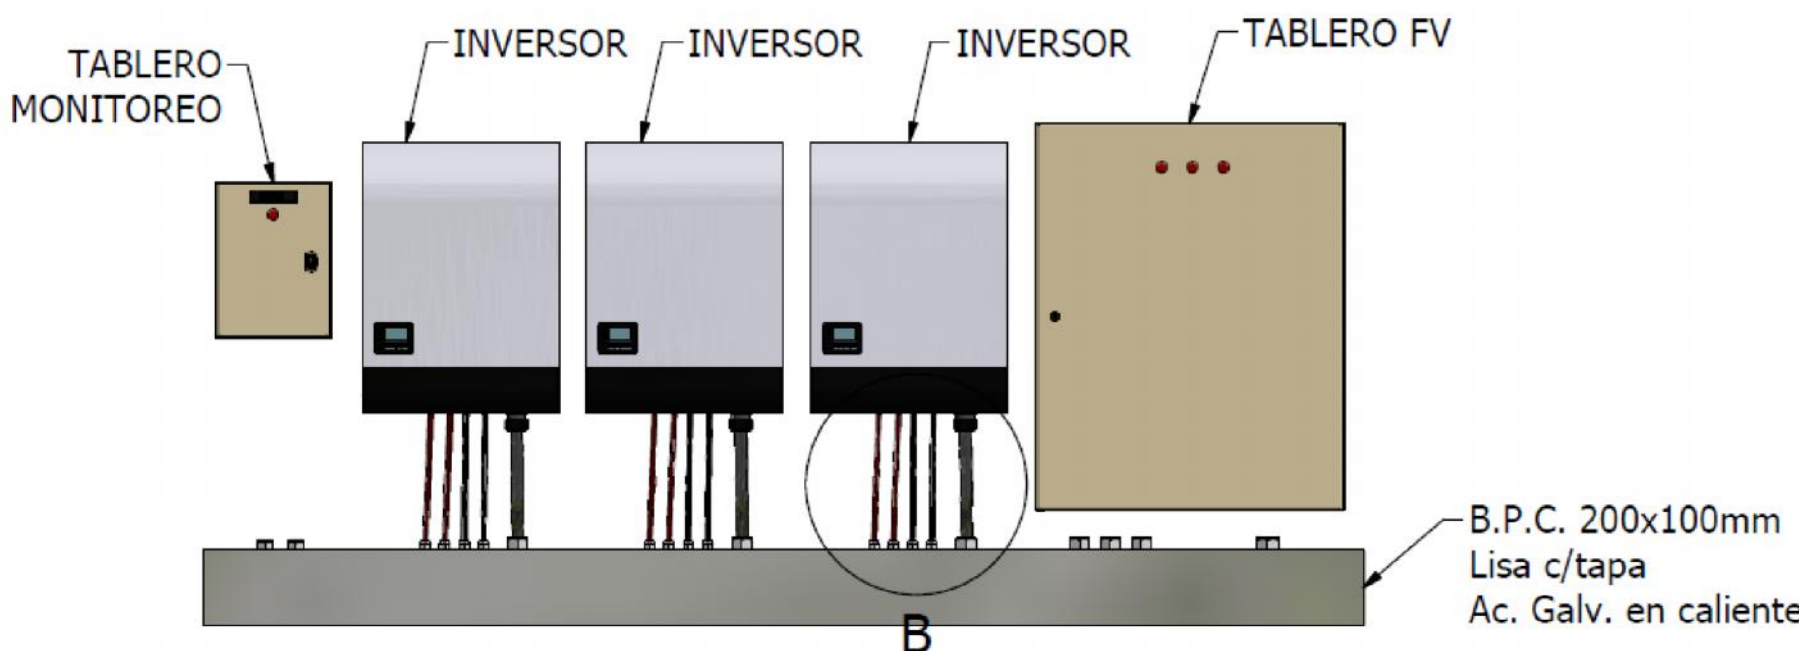 TABLERO
MONITOREO
INVERSOR
INVERSOR
INVERSOR
TABLERO FV
B.P.C. 200x100mm
Lisa c/tapa
Ac. Galv. en caliente
B